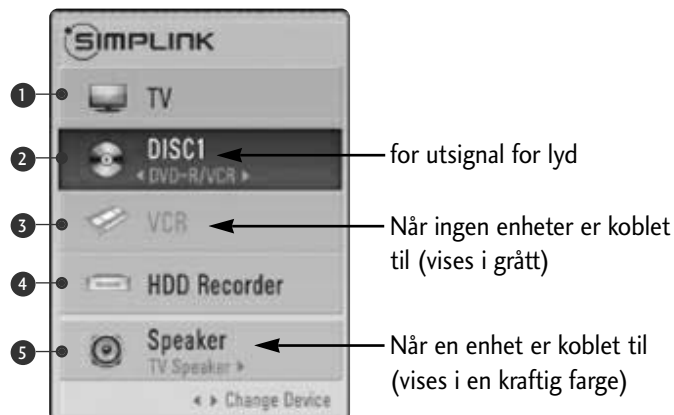 SIMPLINK
1 TV
2 DISC1 for utsignal for lyd
DVD-R/VCR
3 VCR Når ingen enheter er koblet
til (vises i grått)
4 HDD Recorder
5 Speaker Når en enhet er koblet til
TV Speaker (vises i en kraftig farge)
Change Device